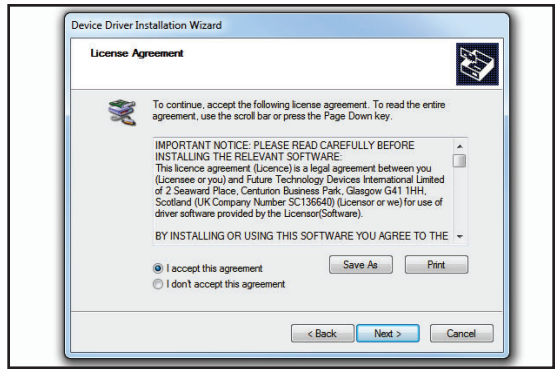 Device Driver Installation Wizard
License Agreement
To continue, accept the following license agreement. To read the entire
agreement, use the scroll bar or press the Page Down key.
IMPORTANT NOTICE: PLEASE READ CAREFULLY BEFORE
INSTALLING THE RELEVANT SOFTWARE:
This licence agreement (Licence) is a legal agreement between you
(Licensee or you) and Future Technology Devices International Limited
of 2 Seaward Place, Centurion Business Park, Glasgow G41 1HH,
Scotland (UK Company Number SC136640) (Licensor or we) for use of
driver software provided by the Licensor(Software).
BY INSTALLING OR USING THIS SOFTWARE YOU AGREE TO THE
I accept this agreement
Save As
Print
I don't accept this agreement
< Back
Next >
Cancel